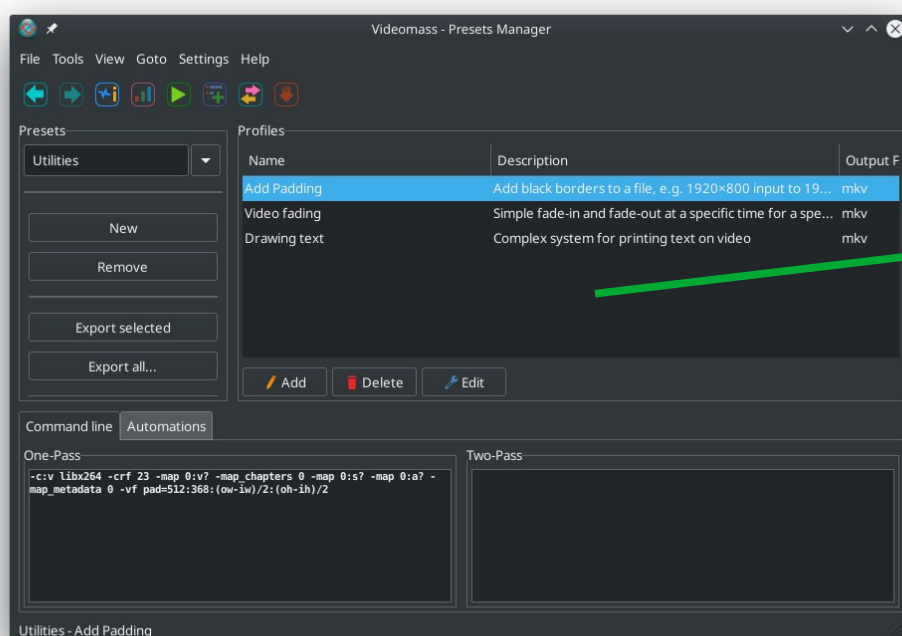 Videomass - Presets Manager
File Tools View Goto Settings Help
Presets
Utilities
New
Remove
Export selected
Export all...
Profiles
Name Description Output F
Add Padding Add black borders to a file, e.g. 1920×800 input to 19... mkv
Video fading Simple fade-in and fade-out at a specific time for a spe... mkv
Drawing text Complex system for printing text on video mkv
Add Delete Edit
Command line Automations
One-Pass
-c:v libx264 -crf 23 -map 0:v? -map_chapters 0 -map 0:s? -map 0:a? -
map_metadata 0 -vf pad=512:368:(ow-iw)/2:(oh-ih)/2
Two-Pass
Utilities - Add Padding